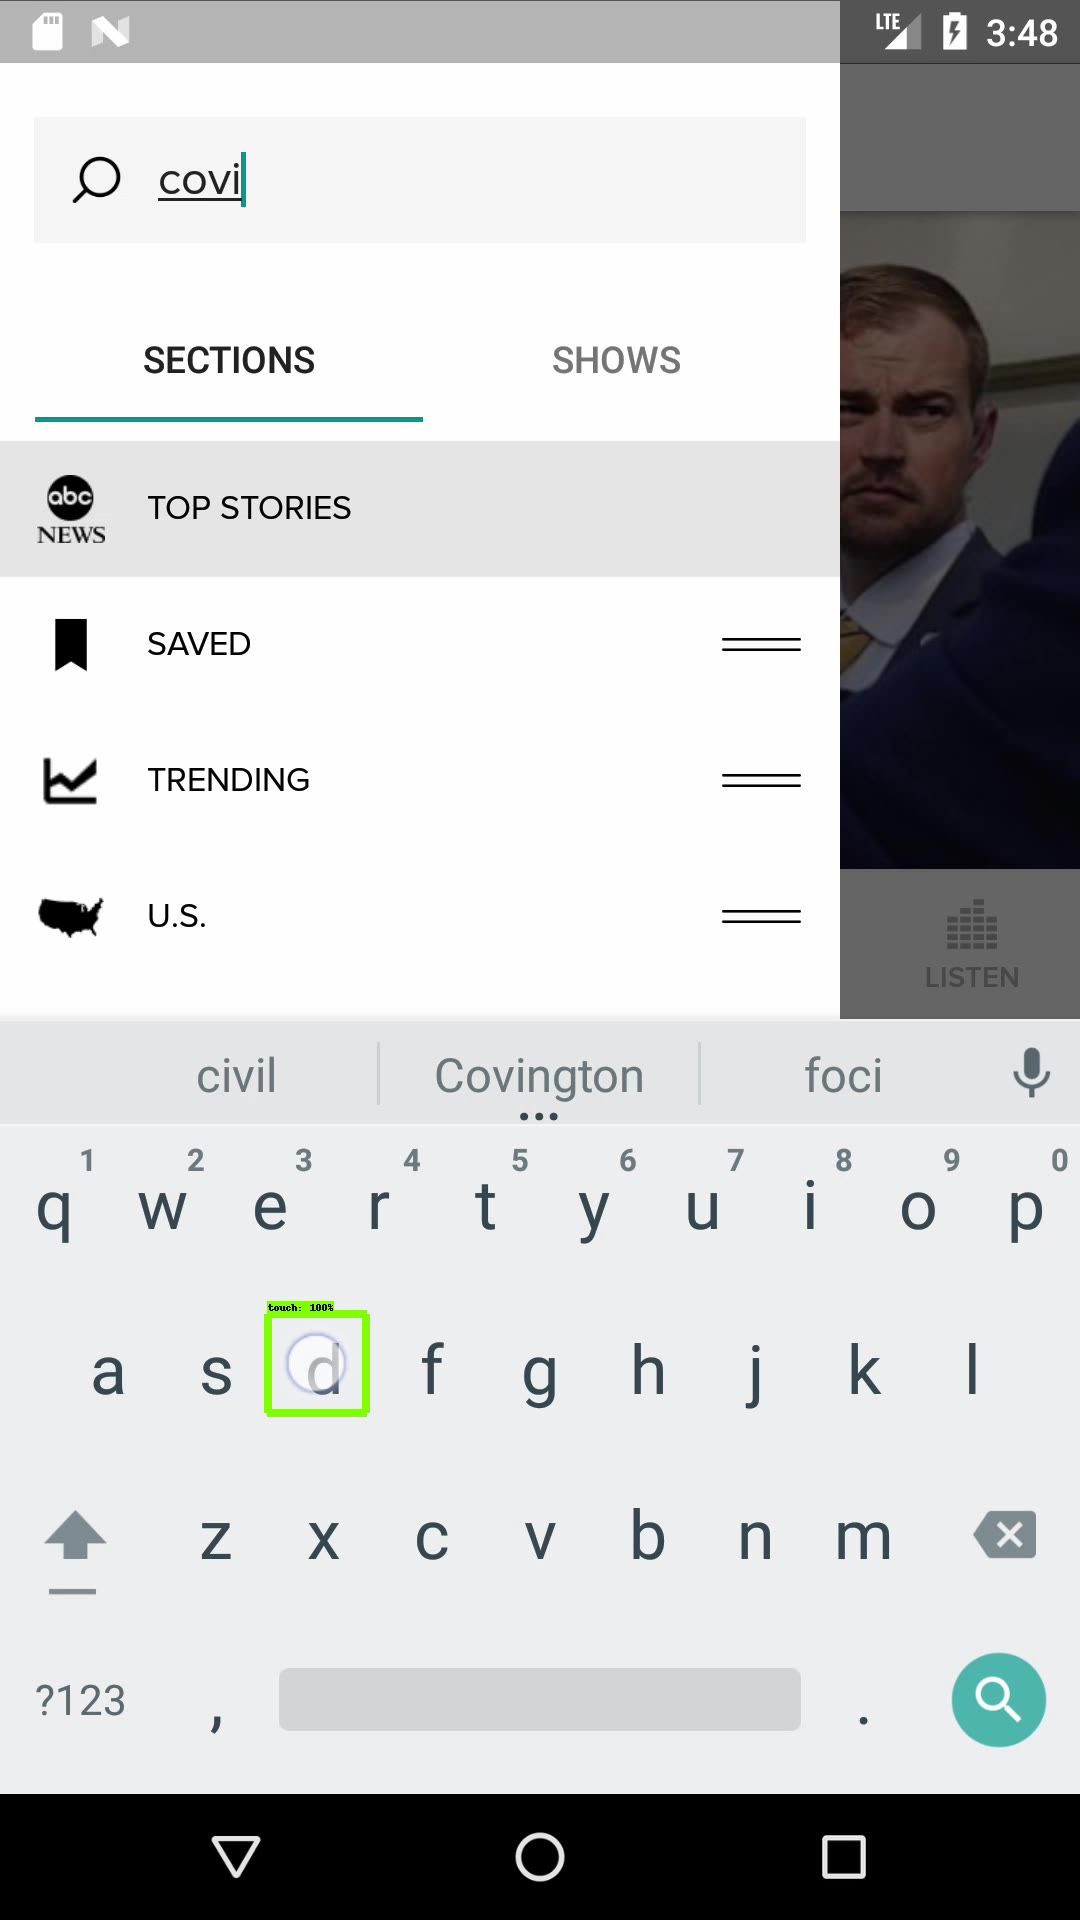 LTE 3:48
covi
SECTIONS SHOWS
abc
NEWS
TOP STORIES
SAVED
TRENDING
U.S.
LISTEN
civil Covington foci
1 2 3 4 5 6 7 8 9 0
q w e r t y u i o p
touch: 100%
a s d f g h j k l
z x c v b n m
?123 , .